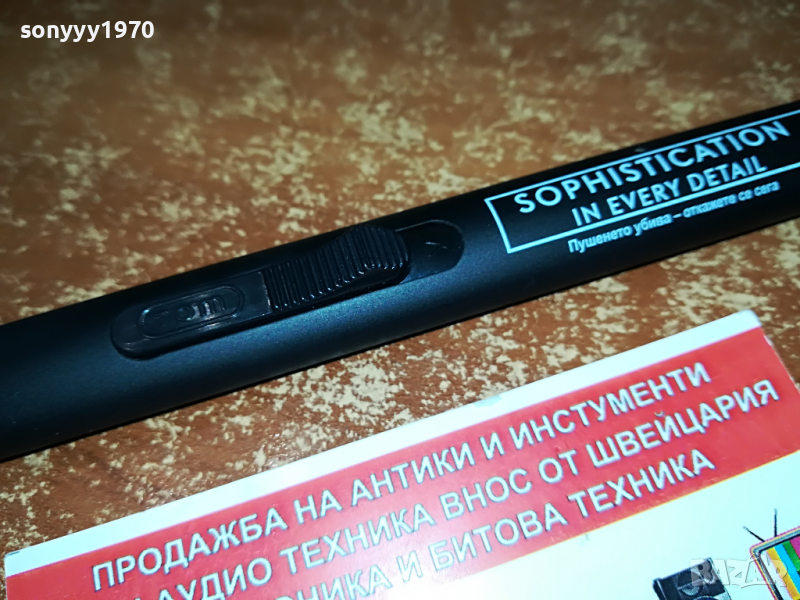 sonyyy1970
SOPHISTICATION
IN EVERY DETAIL
Пушенето убива – откажете се сега
ПРОДАЖБА НА АНТИКИ И ИНСТУМЕНТИ
АУДИО ТЕХНИКА ВНОС ОТ ШВЕЙЦАРИЯ
И БИТОВА ТЕХНИКА
BAZAR